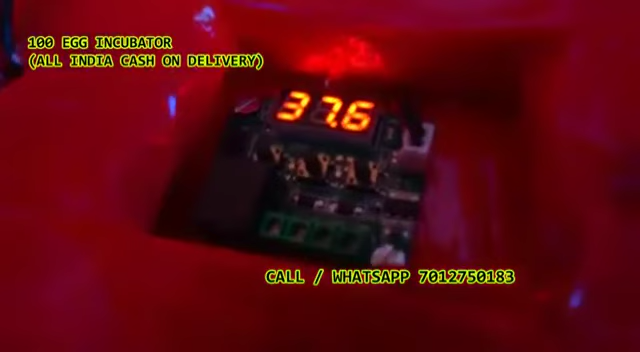 100 EGG INCUBATOR
(ALL INDIA CASH ON DELIVERY)
37.6
CALL / WHATSAPP 7012750183